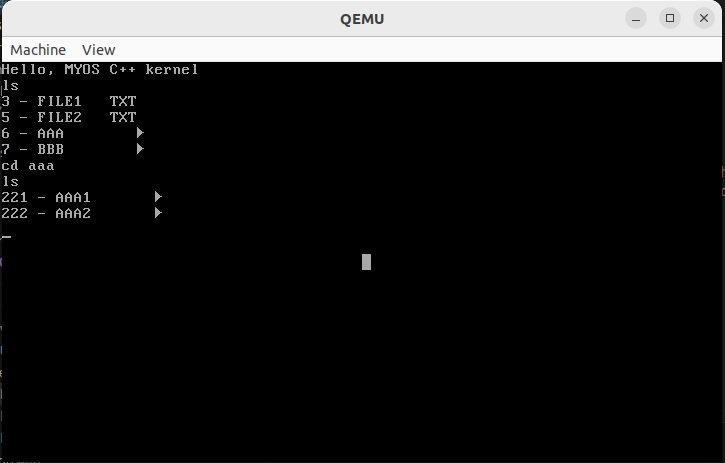 QEMU
Machine View
Hello, MYOS C++ kernel
ls
3 - FILE1   TXT
5 - FILE2   TXT
6 - AAA        ▶
7 - BBB        ▶
cd aaa
ls
221 - AAA1       ▶
222 - AAA2       ▶
_